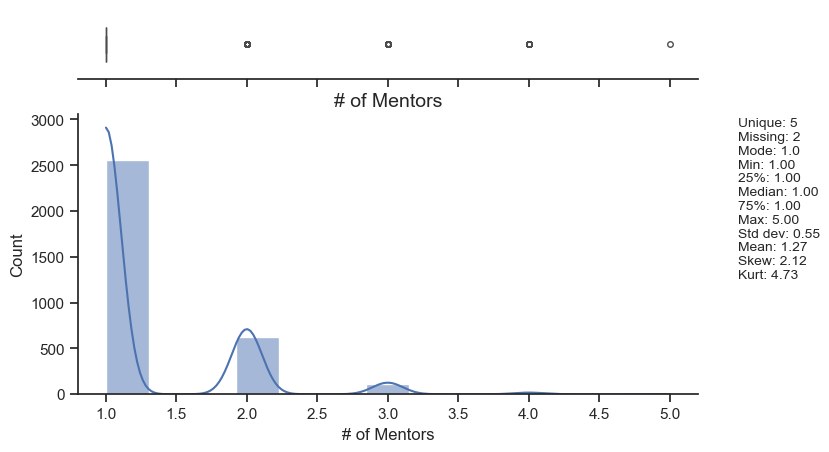 # of Mentors
3000
2500
2000
1500
1000
500
0
Count
1.0 1.5 2.0 2.5 3.0 3.5 4.0 4.5 5.0
# of Mentors
Unique: 5
Missing: 2
Mode: 1.0
Min: 1.00
25%: 1.00
Median: 1.00
75%: 1.00
Max: 5.00
Std dev: 0.55
Mean: 1.27
Skew: 2.12
Kurt: 4.73